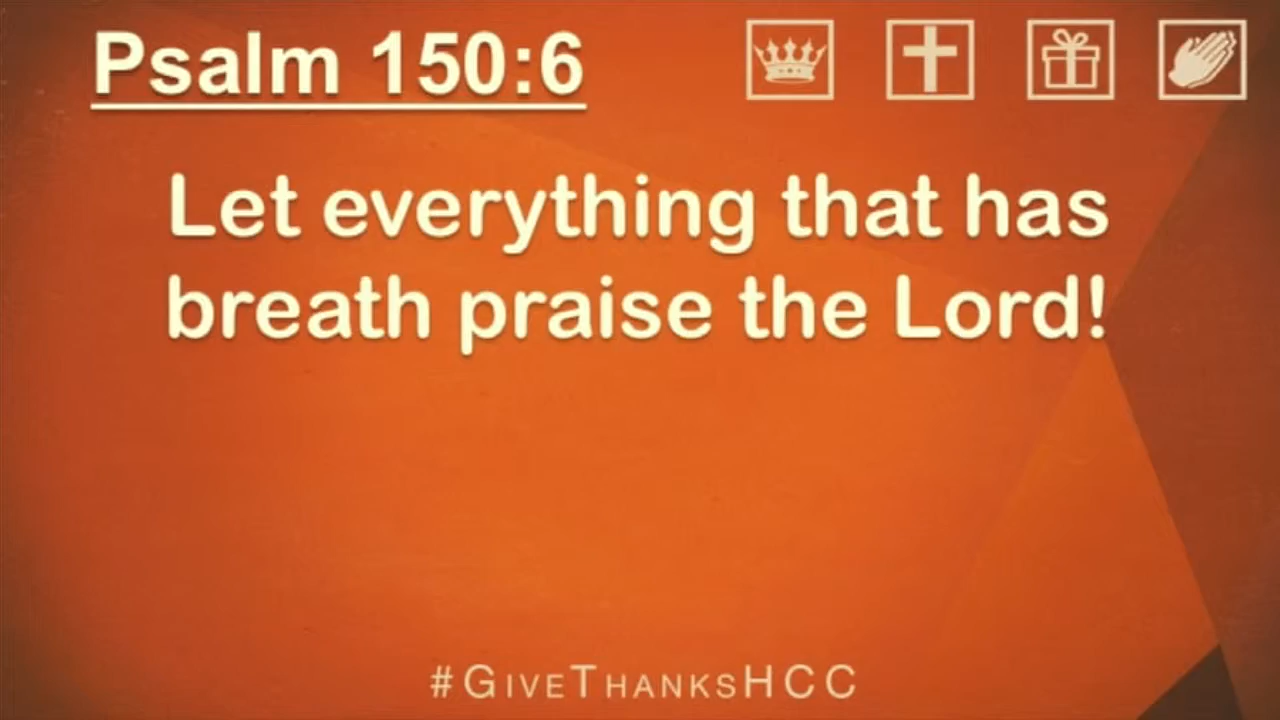 Psalm 150:6
Let everything that has
breath praise the Lord!
#GIVETHANKSHCC